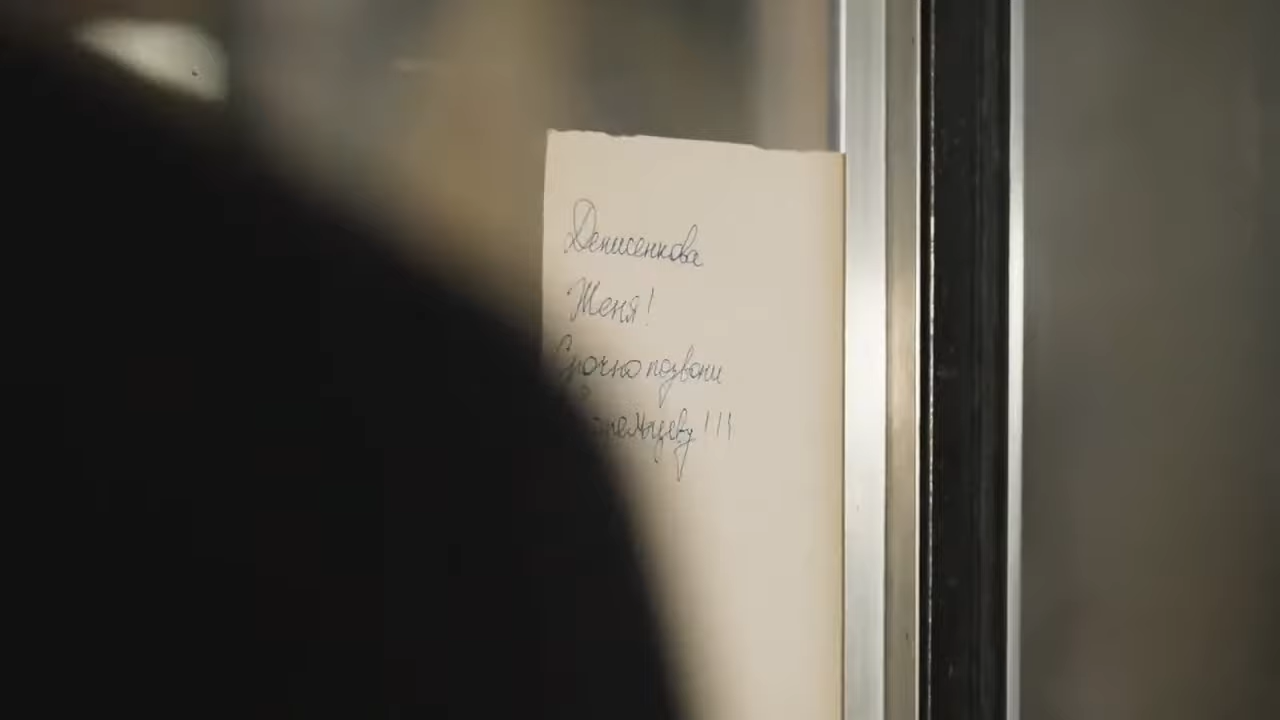 Денисенкова
Женя!
Срочно позвони